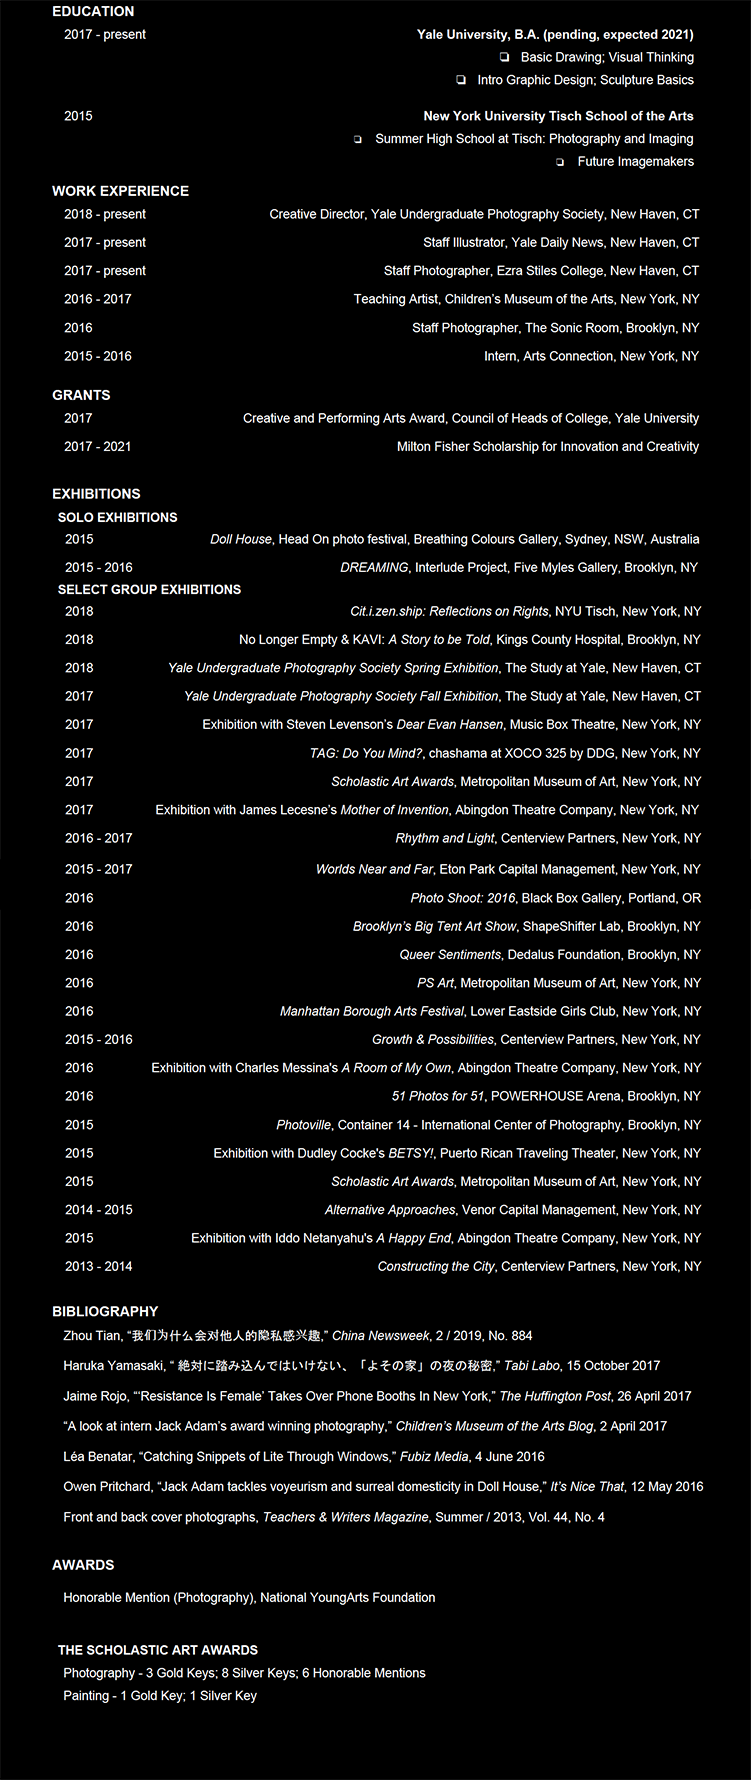 EDUCATION
2017 - present Yale University, B.A. (pending, expected 2021)
❏ Basic Drawing; Visual Thinking
❏ Intro Graphic Design; Sculpture Basics
2015 New York University Tisch School of the Arts
❏ Summer High School at Tisch: Photography and Imaging
❏ Future Imagemakers
WORK EXPERIENCE
2018 - present Creative Director, Yale Undergraduate Photography Society, New Haven, CT
2017 - present Staff Illustrator, Yale Daily News, New Haven, CT
2017 - present Staff Photographer, Ezra Stiles College, New Haven, CT
2016 - 2017 Teaching Artist, Children's Museum of the Arts, New York, NY
2016 Staff Photographer, The Sonic Room, Brooklyn, NY
2015 - 2016 Intern, Arts Connection, New York, NY
GRANTS
2017 Creative and Performing Arts Award, Council of Heads of College, Yale University
2017 - 2021 Milton Fisher Scholarship for Innovation and Creativity
EXHIBITIONS
SOLO EXHIBITIONS
2015 Doll House, Head On photo festival, Breathing Colours Gallery, Sydney, NSW, Australia
2015 - 2016 DREAMING, Interlude Project, Five Myles Gallery, Brooklyn, NY
SELECT GROUP EXHIBITIONS
2018 Cit.i.zen.ship: Reflections on Rights, NYU Tisch, New York, NY
2018 No Longer Empty & KAVI: A Story to be Told, Kings County Hospital, Brooklyn, NY
2018 Yale Undergraduate Photography Society Spring Exhibition, The Study at Yale, New Haven, CT
2017 Yale Undergraduate Photography Society Fall Exhibition, The Study at Yale, New Haven, CT
2017 Exhibition with Steven Levenson's Dear Evan Hansen, Music Box Theatre, New York, NY
2017 TAG: Do You Mind?, chashama at XOCO 325 by DDG, New York, NY
2017 Scholastic Art Awards, Metropolitan Museum of Art, New York, NY
2017 Exhibition with James Lecesne's Mother of Invention, Abingdon Theatre Company, New York, NY
2016 - 2017 Rhythm and Light, Centerview Partners, New York, NY
2015 - 2017 Worlds Near and Far, Eton Park Capital Management, New York, NY
2016 Photo Shoot: 2016, Black Box Gallery, Portland, OR
2016 Brooklyn's Big Tent Art Show, ShapeShifter Lab, Brooklyn, NY
2016 Queer Sentiments, Dedalus Foundation, Brooklyn, NY
2016 PS Art, Metropolitan Museum of Art, New York, NY
2016 Manhattan Borough Arts Festival, Lower Eastside Girls Club, New York, NY
2015 - 2016 Growth & Possibilities, Centerview Partners, New York, NY
2016 Exhibition with Charles Messina's A Room of My Own, Abingdon Theatre Company, New York, NY
2016 51 Photos for 51, POWERHOUSE Arena, Brooklyn, NY
2015 Photoville, Container 14 - International Center of Photography, Brooklyn, NY
2015 Exhibition with Dudley Cocke's BETSY!, Puerto Rican Traveling Theater, New York, NY
2015 Scholastic Art Awards, Metropolitan Museum of Art, New York, NY
2014 - 2015 Alternative Approaches, Venor Capital Management, New York, NY
2015 Exhibition with Iddo Netanyahu's A Happy End, Abingdon Theatre Company, New York, NY
2013 - 2014 Constructing the City, Centerview Partners, New York, NY
BIBLIOGRAPHY
Zhou Tian, “我们为什么会对他人的隐私感兴趣,” China Newsweek, 2 / 2019, No. 884
Haruka Yamasaki, “ 絶対に踏み込んではいけない、「よその家」の夜の秘密,” Tabi Labo, 15 October 2017
Jaime Rojo, “‘Resistance Is Female’ Takes Over Phone Booths In New York,” The Huffington Post, 26 April 2017
“A look at intern Jack Adam’s award winning photography,” Children’s Museum of the Arts Blog, 2 April 2017
Léa Benatar, “Catching Snippets of Lite Through Windows,” Fubiz Media, 4 June 2016
Owen Pritchard, “Jack Adam tackles voyeurism and surreal domesticity in Doll House,” It’s Nice That, 12 May 2016
Front and back cover photographs, Teachers & Writers Magazine, Summer / 2013, Vol. 44, No. 4
AWARDS
Honorable Mention (Photography), National YoungArts Foundation
THE SCHOLASTIC ART AWARDS
Photography - 3 Gold Keys; 8 Silver Keys; 6 Honorable Mentions
Painting - 1 Gold Key; 1 Silver Key